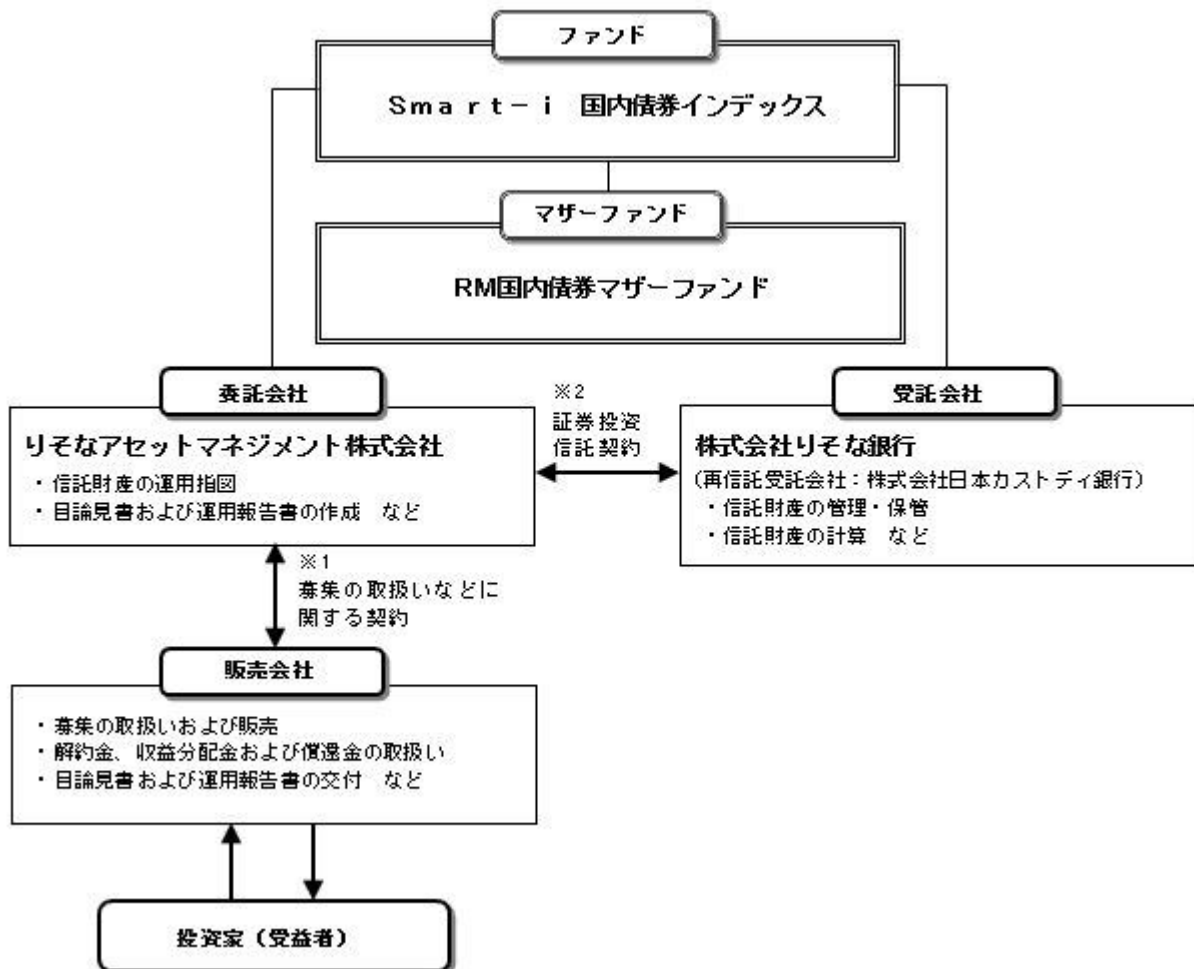 ファンド
Ｓｍａｒｔ－ｉ　国内債券インデックス
マザーファンド
RM国内債券マザーファンド
委託会社
りそなアセットマネジメント株式会社
・信託財産の運用指図
・目論見書および運用報告書の作成　など
※2
証券投資
信託契約
受託会社
株式会社りそな銀行
(再信託受託会社：株式会社日本カストディ銀行)
・信託財産の管理・保管
・信託財産の計算　など
※1
募集の取扱いなどに
関する契約
販売会社
・募集の取扱いおよび販売
・解約金、収益分配金および償還金の取扱い
・目論見書および運用報告書の交付　など
投資家（受益者）